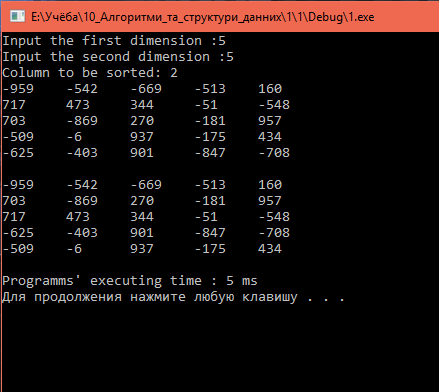 E:\Учёба\10_Алгоритми_та_структури_данних\1\1\Debug\1.exe
Input the first dimension :5
Input the second dimension :5
Column to be sorted: 2
-959 -542 -669 -513 160
717 473 344 -51 -548
703 -869 270 -181 957
-509 -6 937 -175 434
-625 -403 901 -847 -708
-959 -542 -669 -513 160
703 -869 270 -181 957
717 473 344 -51 -548
-625 -403 901 -847 -708
-509 -6 937 -175 434
Programms' executing time : 5 ms
Для продолжения нажмите любую клавишу . . .